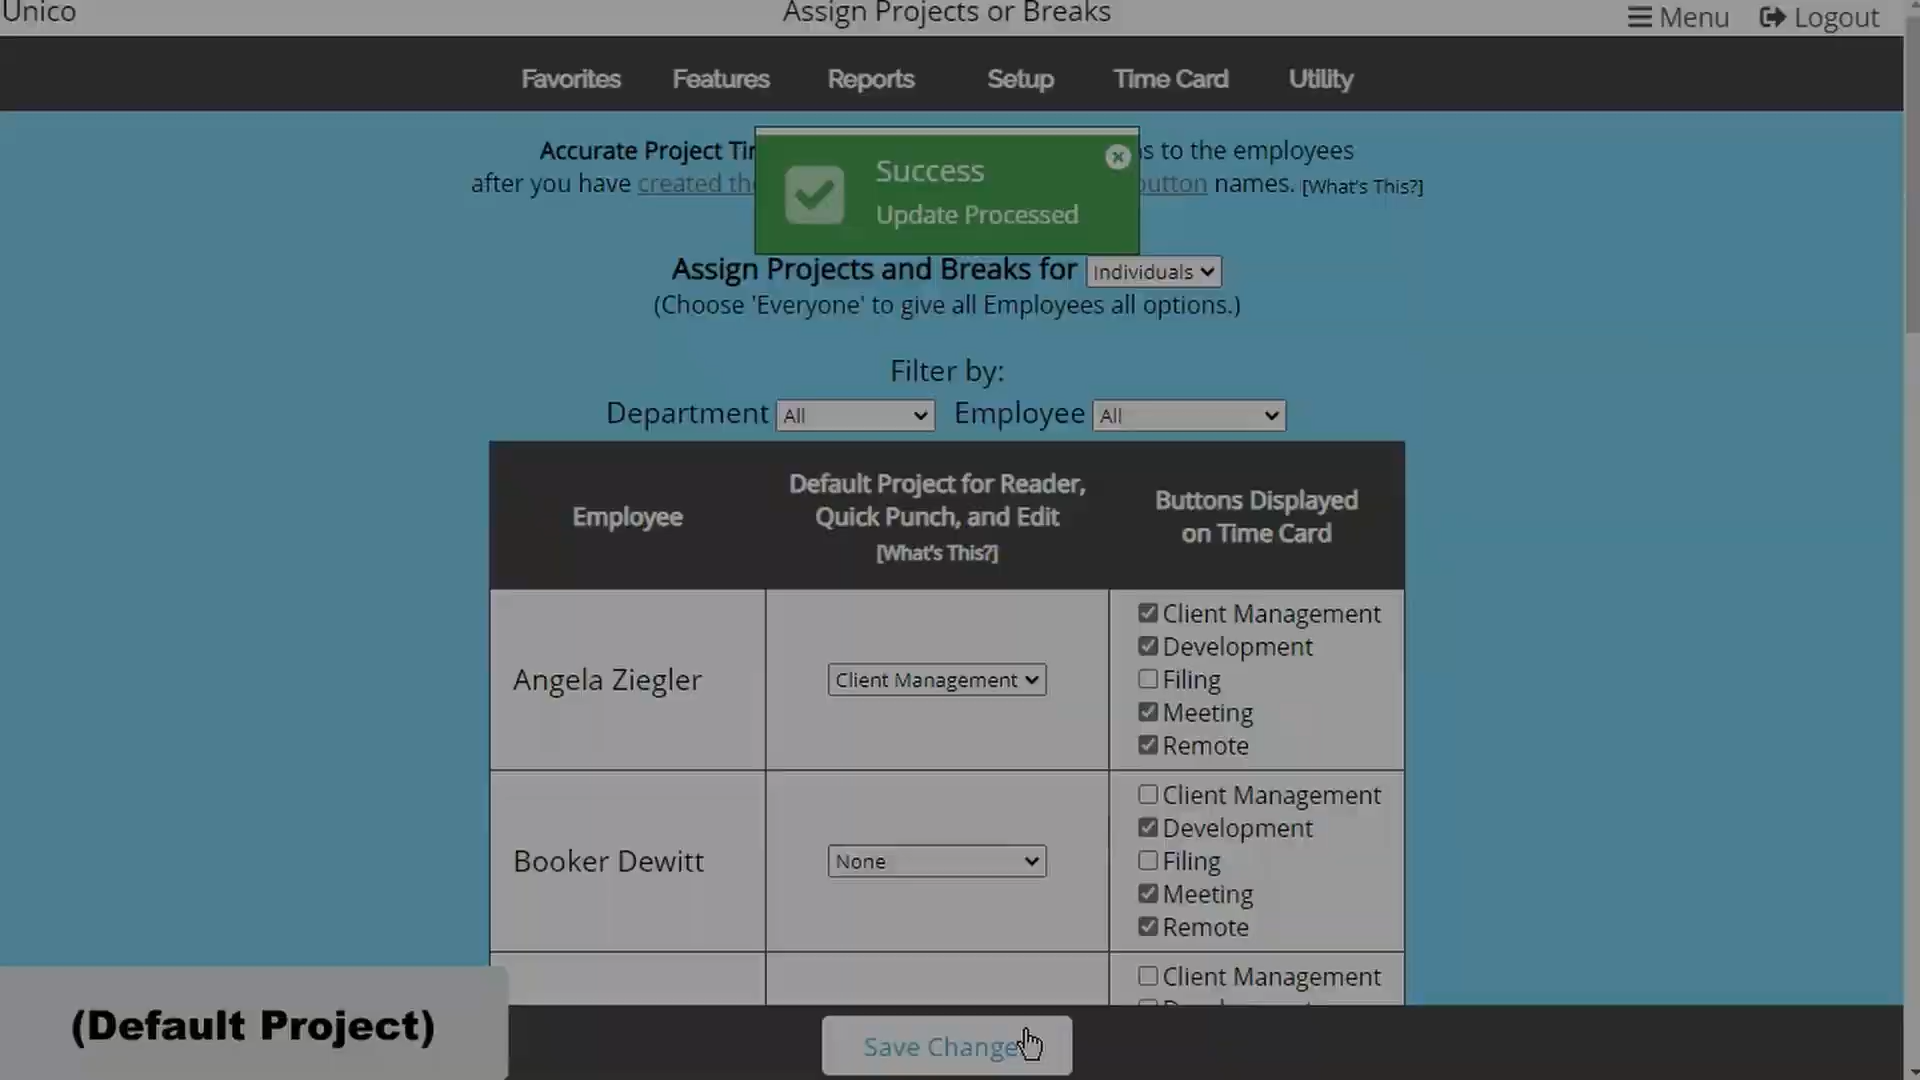 Unico
Assign Projects or Breaks
Menu
Logout
Favorites
Features
Reports
Setup
Time Card
Utility
Accurate Project
s to the employees
after you have created
button names. [What's This?]
Success
Update Processed
Assign Projects and Breaks for Individuals
(Choose 'Everyone' to give all Employees all options.)
Filter by:
Department All Employee All
Employee
Default Project for Reader,
Quick Punch, and Edit
[What's This?]
Buttons Displayed
on Time Card
Angela Ziegler
Client Management
Client Management
Development
Filing
Meeting
Remote
Booker Dewitt
None
Client Management
Development
Filing
Meeting
Remote
Client Management
(Default Project)
Save Change